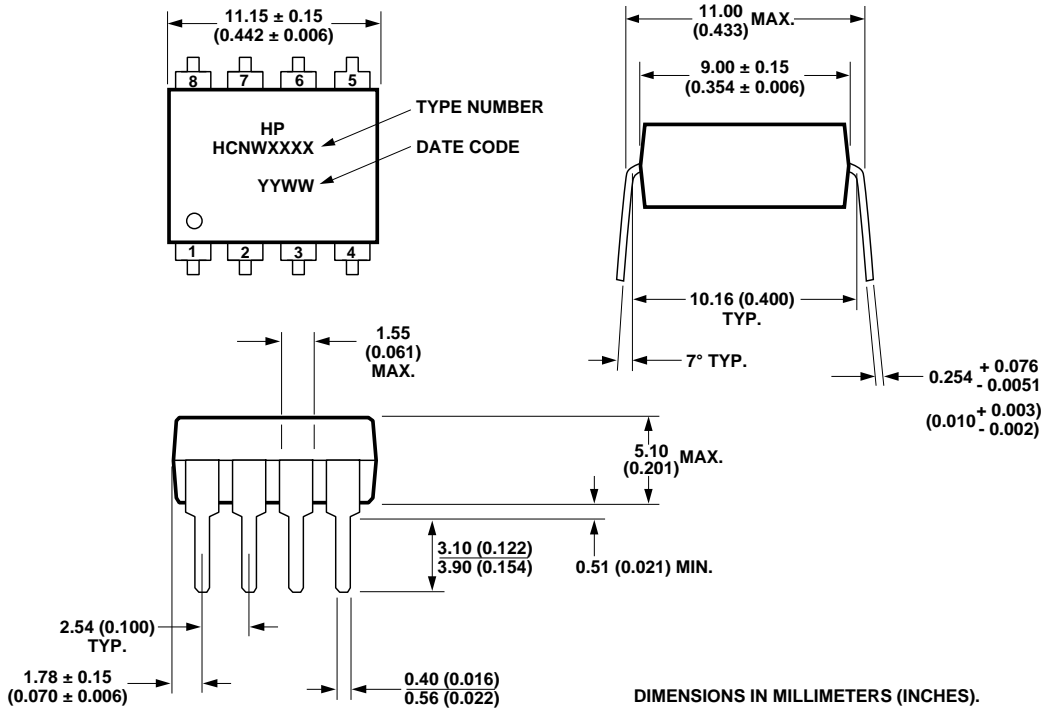 11.15 ± 0.15
(0.442 ± 0.006)
8 7 6 5
HP
HCNWXXXX
YYWW
TYPE NUMBER
DATE CODE
1 2 3 4
11.00
(0.433) MAX.
9.00 ± 0.15
(0.354 ± 0.006)
10.16 (0.400)
TYP.
7° TYP.
0.254 + 0.076
- 0.0051
(0.010 + 0.003)
- 0.002)
1.55
(0.061)
MAX.
5.10
(0.201) MAX.
3.10 (0.122)
3.90 (0.154)
0.51 (0.021) MIN.
2.54 (0.100)
TYP.
1.78 ± 0.15
(0.070 ± 0.006)
0.40 (0.016)
0.56 (0.022)
DIMENSIONS IN MILLIMETERS (INCHES).